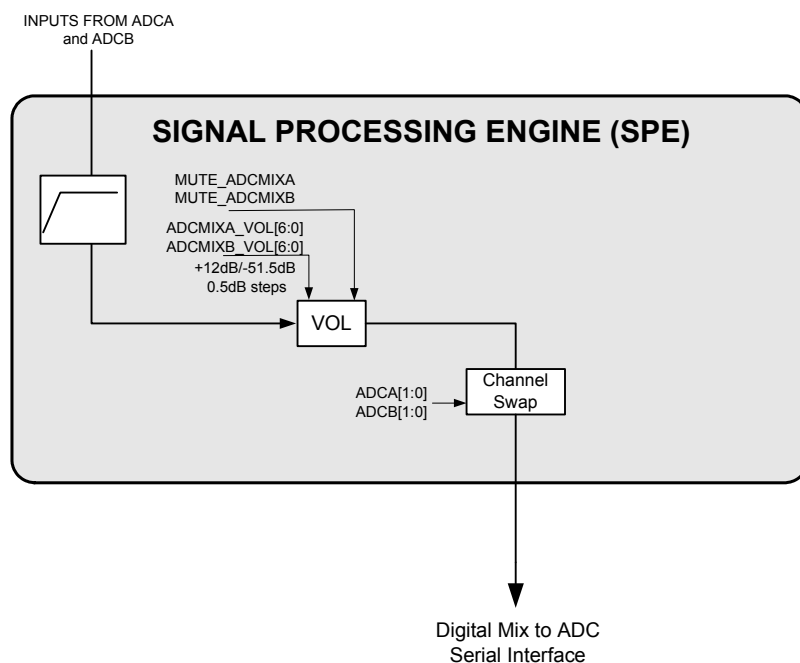 INPUTS FROM ADCA
and ADCB
SIGNAL PROCESSING ENGINE (SPE)
MUTE_ADCMIXA
MUTE_ADCMIXB
ADCMIXA_VOL[6:0]
ADCMIXB_VOL[6:0]
+12dB/-51.5dB
0.5dB steps
VOL
Channel
Swap
ADCA[1:0]
ADCB[1:0]
Digital Mix to ADC
Serial Interface